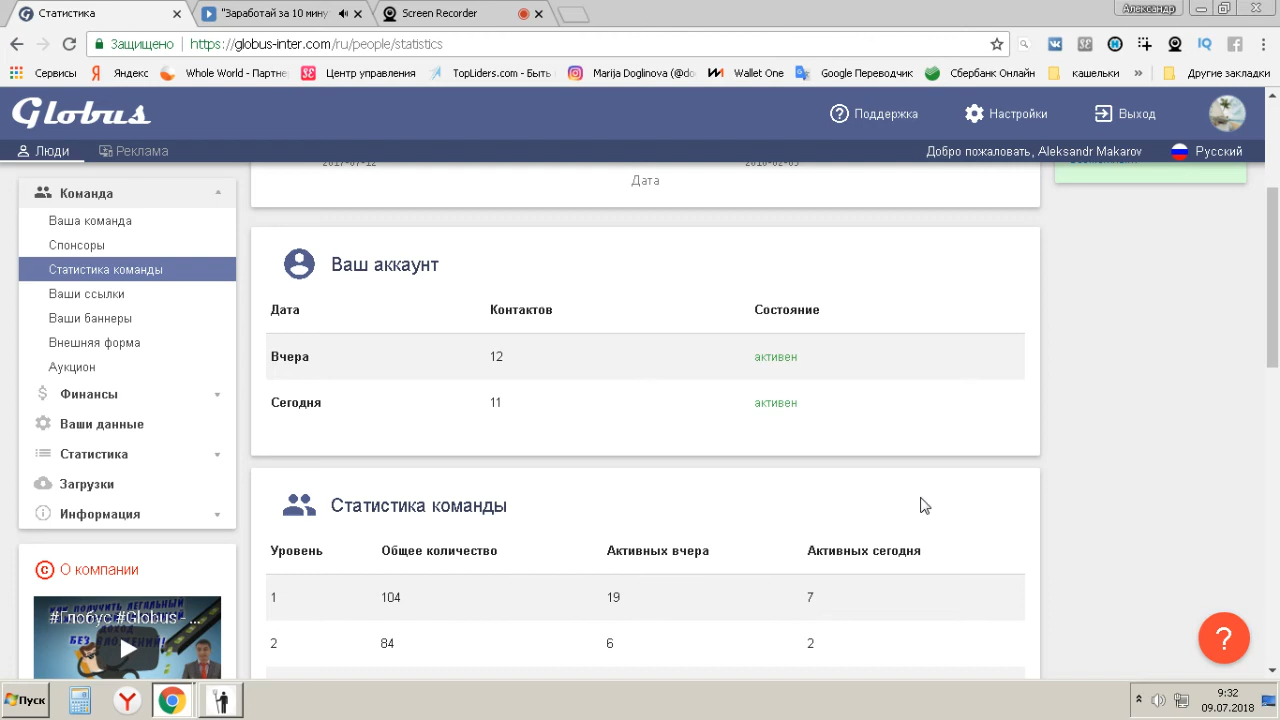 Статистика
"Заработай за 10 мину
Screen Recorder
Александр
Защищено
https://globus-inter.com/ru/people/statistics
Сервисы
Яндекс
Whole World - Партне
Центр управления
TopLiders.com - Быть
Marija Doglinova (@do
Wallet One
Google Переводчик
Сбербанк Онлайн
кашельки
»
Другие закладки
Globus
Поддержка
Настройки
Выход
Люди
Реклама
Добро пожаловать, Aleksandr Makarov
Русский
Дата
Команда
Ваша команда
Спонсоры
Статистика команды
Ваши ссылки
Ваши баннеры
Внешняя форма
Аукцион
Финансы
Ваши данные
Статистика
Загрузки
Информация
О компании
#Глобус #Globus - ...
Ваш аккаунт
Дата Контактов Состояние
Вчера 12 активен
Сегодня 11 активен
Статистика команды
Уровень Общее количество Активных вчера Активных сегодня
1 104 19 7
2 84 6 2
?
Пуск
9:32
09.07.2018